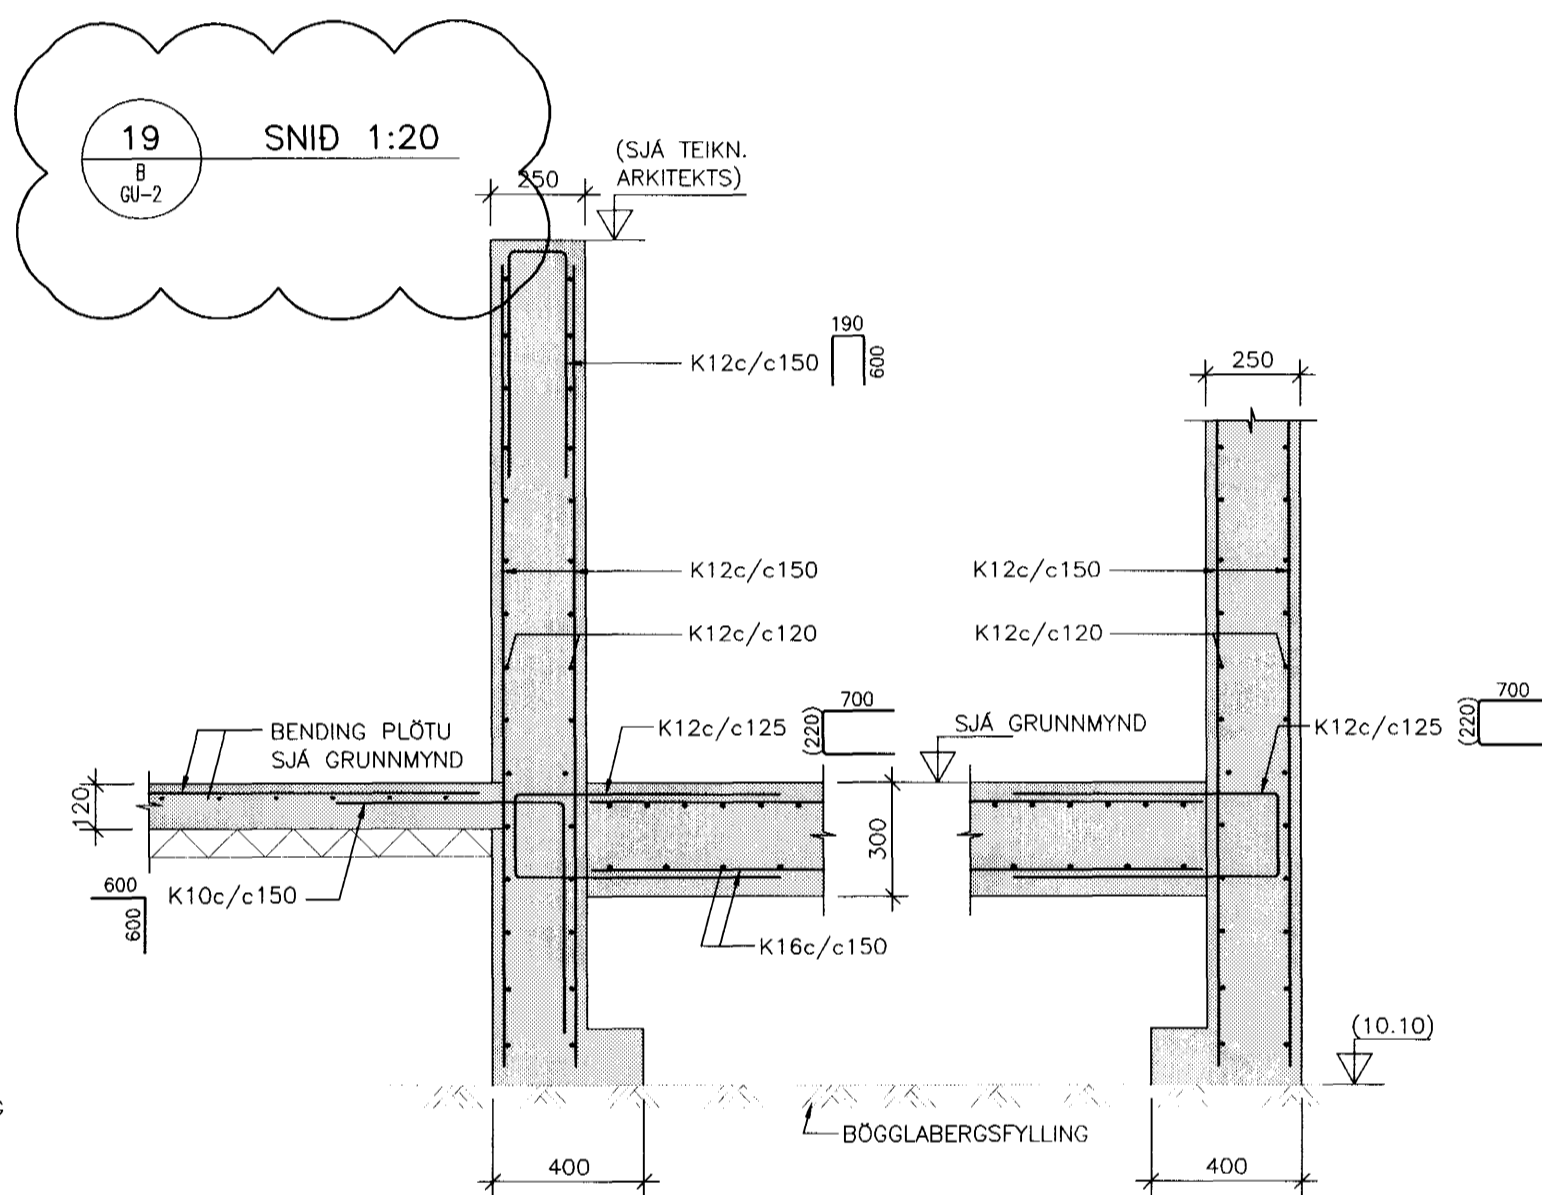 19
SNIÐ 1:20
B
GU-2
(SJÁ TEIKN.
ARKITEKTS)
250
190
K12c/c150
600
250
K12c/c150
K12c/c150
K12c/c120
K12c/c120
700
K12c/c125
(220)
SJÁ GRUNNMYND
700
K12c/c125
(220)
BENDING PLÖTU
SJÁ GRUNNMYND
120
300
600
K10c/c150
600
K16c/c150
(10.10)
BÖGGLABERGSFYLLING
400
400